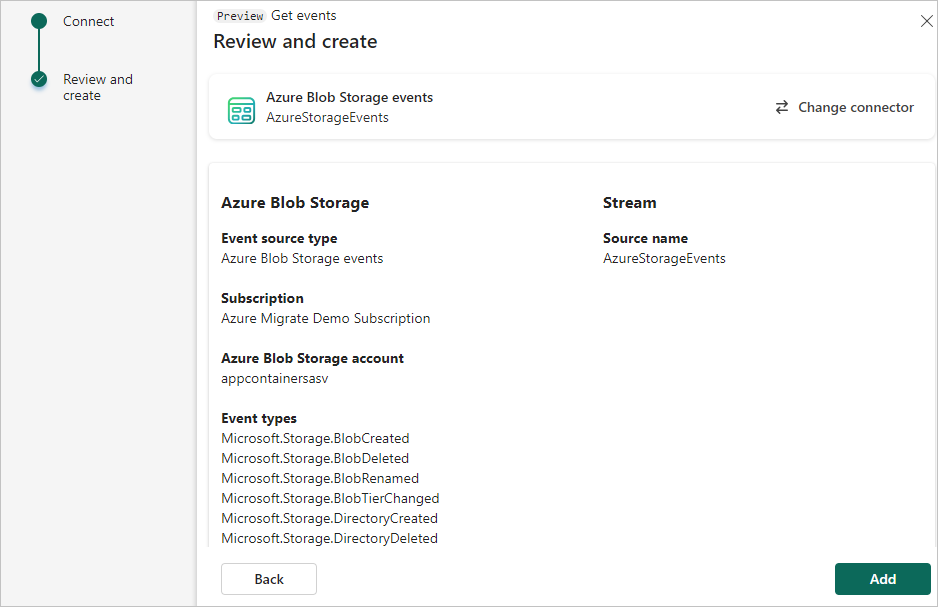 Connect
Review and
create
Preview Get events
Review and create
Azure Blob Storage events
AzureStorageEvents
Change connector
Azure Blob Storage
Event source type
Azure Blob Storage events
Subscription
Azure Migrate Demo Subscription
Azure Blob Storage account
appcontainersasv
Event types
Microsoft.Storage.BlobCreated
Microsoft.Storage.BlobDeleted
Microsoft.Storage.BlobRenamed
Microsoft.Storage.BlobTierChanged
Microsoft.Storage.DirectoryCreated
Microsoft.Storage.DirectoryDeleted
Stream
Source name
AzureStorageEvents
Back
Add